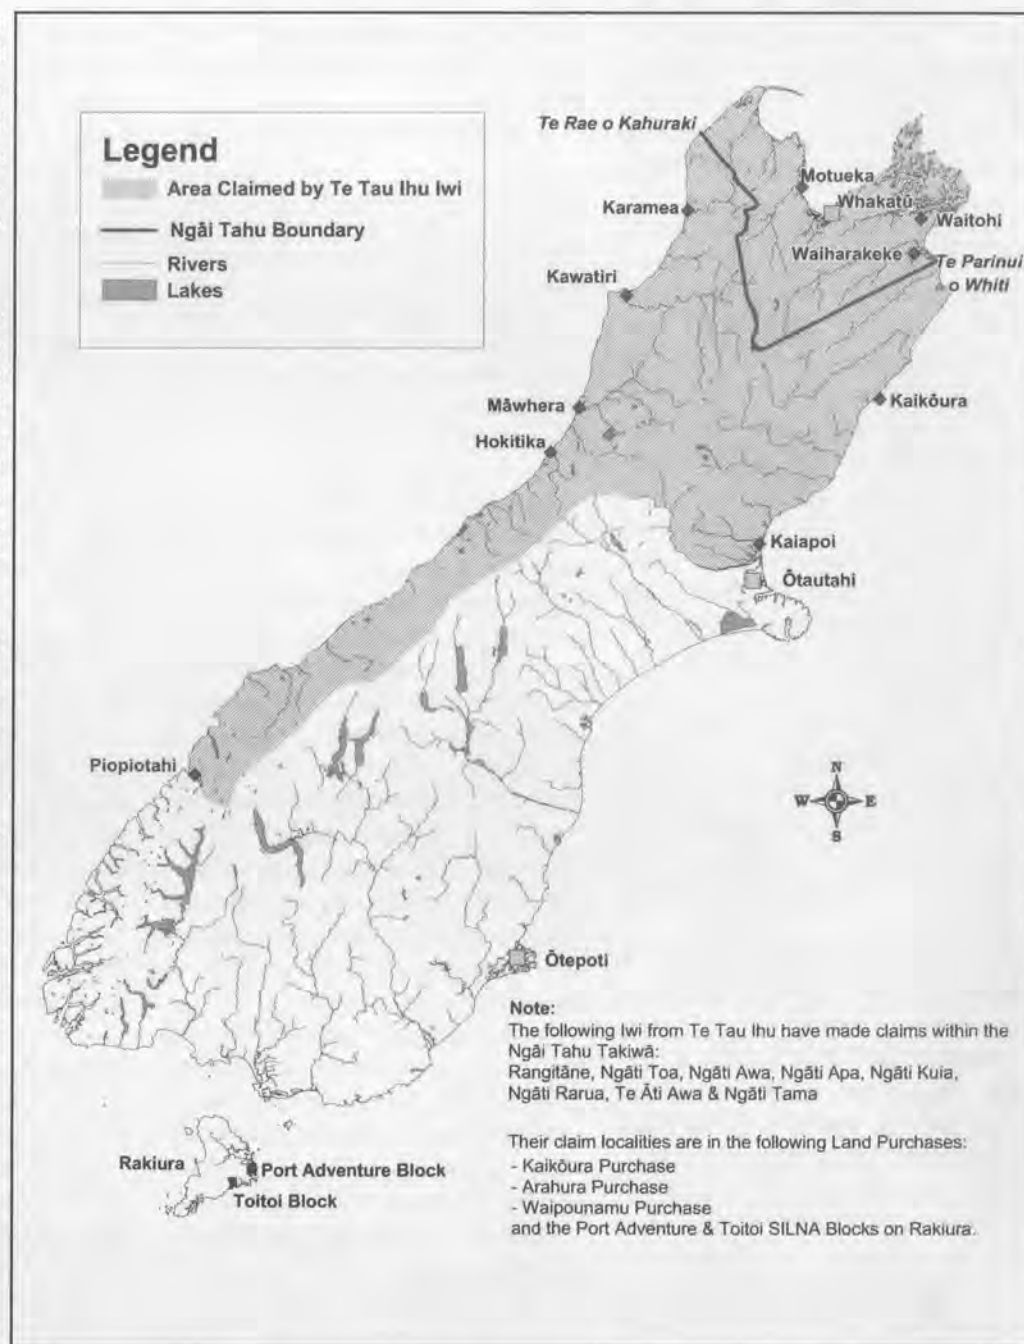 Legend
Area Claimed by Te Tau Ihu Iwi
Ngāi Tahu Boundary
Rivers
Lakes
Te Rae o Kahuraki
Motueka
Whakatū
Karamea
Waitohi
Waiharakeke
Te Parinui
o Whiti
Kawatiri
Māwhera
Kaikōura
Hokitika
Kaiapoi
Ōtautahi
Piopiotahi
N
W
E
S
Ōtepoti
Note:
The following Iwi from Te Tau Ihu have made claims within the
Ngāi Tahu Takiwā:
Rangitāne, Ngāti Toa, Ngāti Awa, Ngāti Apa, Ngāti Kuia,
Ngāti Rarua, Te Āti Awa & Ngāti Tama
Their claim localities are in the following Land Purchases:
- Kaikōura Purchase
- Arahura Purchase
- Waipounamu Purchase
and the Port Adventure & Toitoi SILNA Blocks on Rakiura.
Rakiura
Port Adventure Block
Toitoi Block